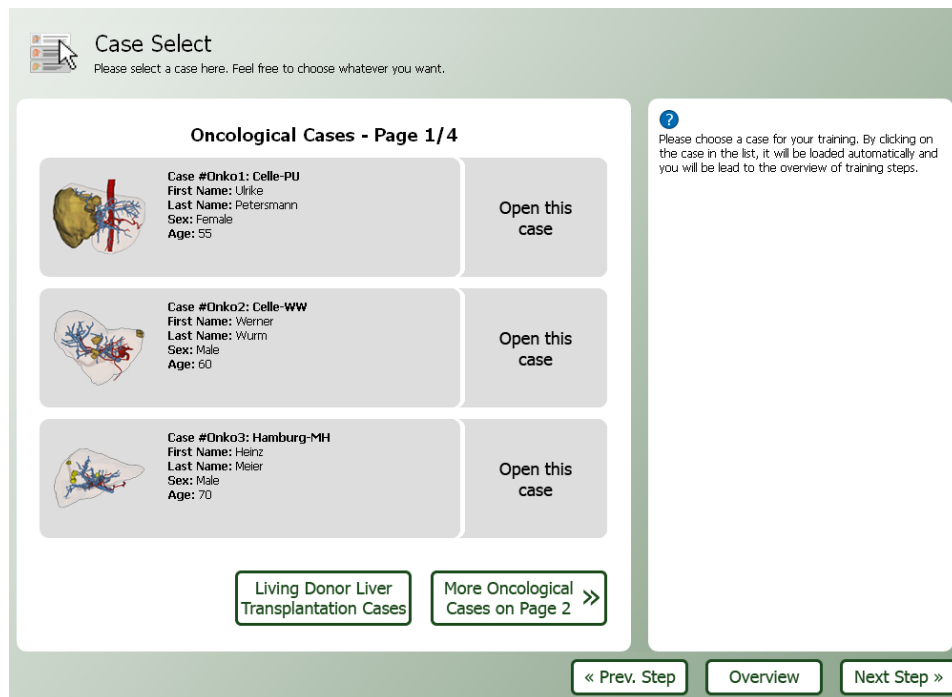 Case Select
Please select a case here. Feel free to choose whatever you want.
Oncological Cases - Page 1/4
Case #Onko1: Celle-PU
First Name: Ulrike
Last Name: Petersmann
Sex: Female
Age: 55
Open this
case
Case #Onko2: Celle-WW
First Name: Werner
Last Name: Wurm
Sex: Male
Age: 60
Open this
case
Case #Onko3: Hamburg-MH
First Name: Heinz
Last Name: Meier
Sex: Male
Age: 70
Open this
case
Living Donor Liver
Transplantation Cases
More Oncological
Cases on Page 2 »
?
Please choose a case for your training. By clicking on
the case in the list, it will be loaded automatically and
you will be lead to the overview of training steps.
« Prev. Step
Overview
Next Step »